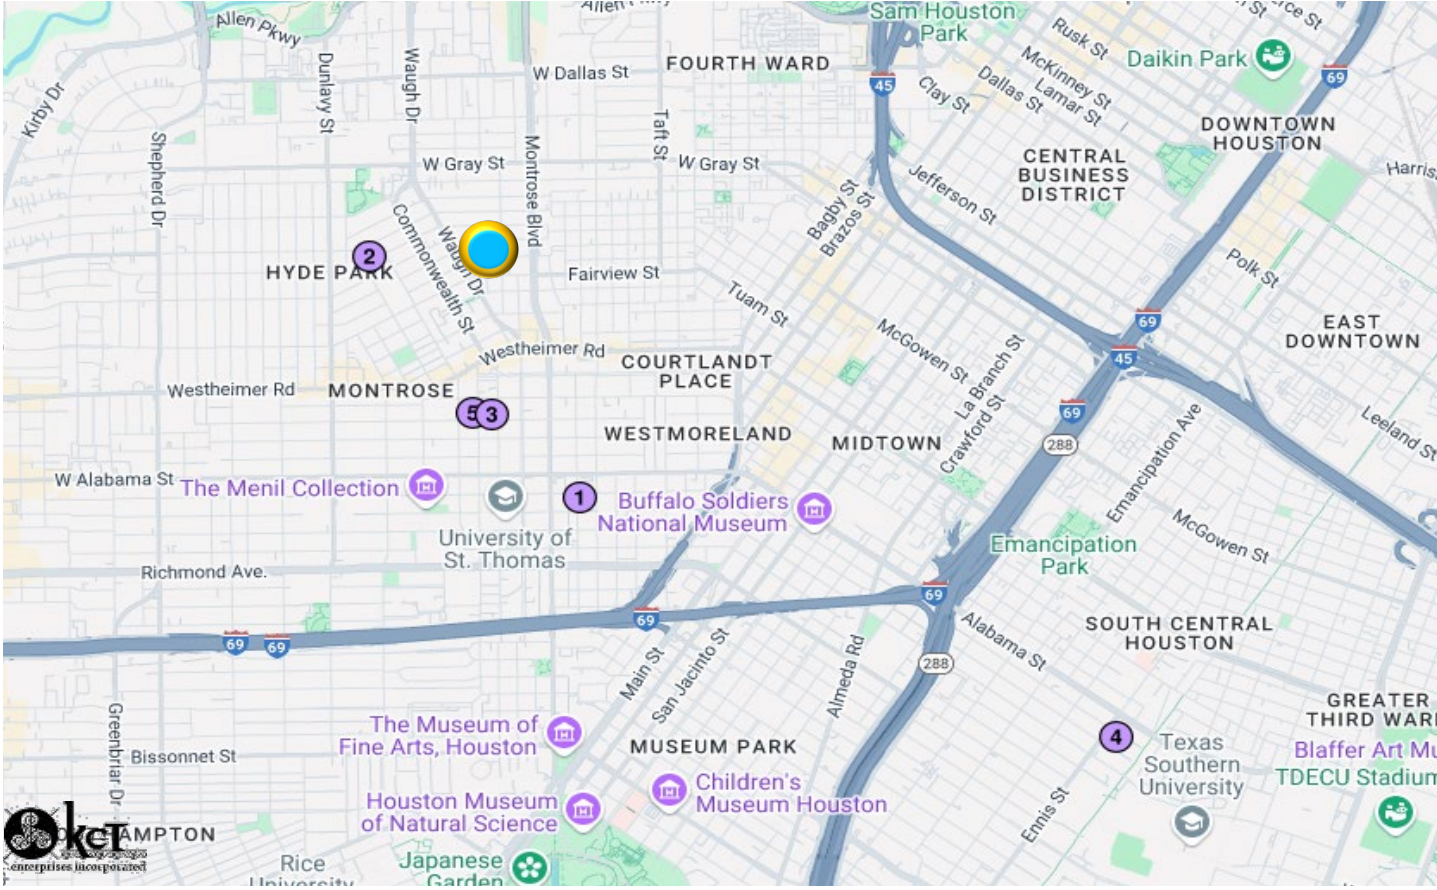 Allen Pkwy
Allen Pkwy
Sam Houston
Park
Rusk St
McKinney St
Lamar St
Dallas St
Clay St
Daikin Park
DOWNTOWN
HOUSTON
Harris
Kirby Dr
Dunlavy St
Waugh Dr
W Dallas St
FOURTH WARD
Taft St
45
69
Shepherd Dr
W Gray St
Montrose Blvd
W Gray St
CENTRAL
BUSINESS
DISTRICT
Jefferson St
Bagby St
Brazos St
Commonwealth St
Waugh Dr
2
HYDE PARK
Fairview St
Tuam St
Polk St
69
EAST
DOWNTOWN
45
Westheimer Rd
COURTLANDT
PLACE
McGowen St
La Branch St
Crawford St
69
288
Emancipation Ave
Leeland St
Westheimer Rd
MONTROSE
5
3
WESTMORELAND
MIDTOWN
W Alabama St
The Menil Collection
1
Buffalo Soldiers
National Museum
University of
St. Thomas
McGowen St
Emancipation
Park
Richmond Ave.
69
69
69
69
Alabama St
SOUTH CENTRAL
HOUSTON
288
Main St
San Jacinto St
Almeda Rd
Greenbriar Dr
Bissonnet St
The Museum of
Fine Arts, Houston
MUSEUM PARK
4
Texas
Southern
University
GREATER
THIRD WARD
Blaffer Art Mu
TDECU Stadium
Children's
Museum Houston
Houston Museum
of Natural Science
Ennis St
kcT
enterprises incorporated
AMPTON
Rice
University
Japanese
Garden